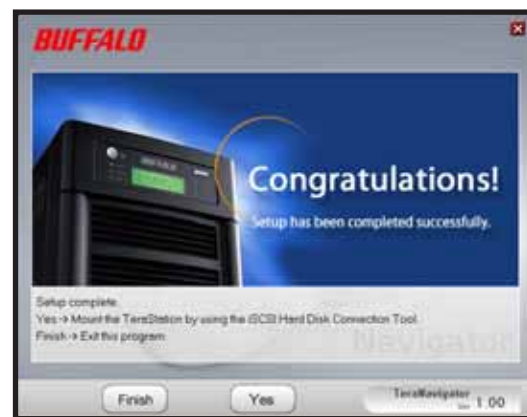 BUFFALO
Congratulations!
Setup has been completed successfully.
Setup complete.
Yes -> Mount the TeraStation by using the iSCSI Hard Disk Connection Tool.
Finish -> Exit this program
Navigator
Finish
Yes
TeraNavigator
Ver. 1.00